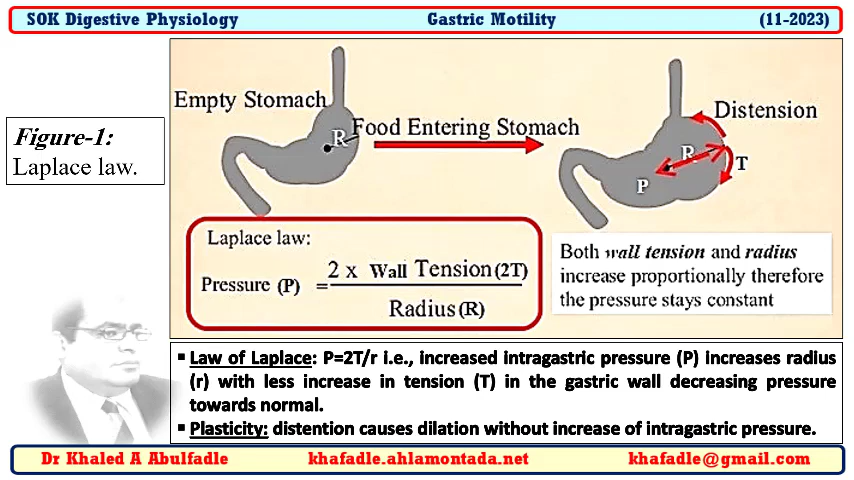 SOK Digestive Physiology Gastric Motility (11-2023)
Empty Stomach
R
Food Entering Stomach
Distension
R
T
P
Figure-1:
Laplace law.
Laplace law:
Pressure (P) = 2 x Wall Tension (2T)
Radius (R)
Both wall tension and radius
increase proportionally therefore
the pressure stays constant
▪ Law of Laplace: P=2T/r i.e., increased intragastric pressure (P) increases radius
(r) with less increase in tension (T) in the gastric wall decreasing pressure
towards normal.
▪ Plasticity: distention causes dilation without increase of intragastric pressure.
Dr Khaled A Abulfadle khafadle.ahlamontada.net khafadle@gmail.com